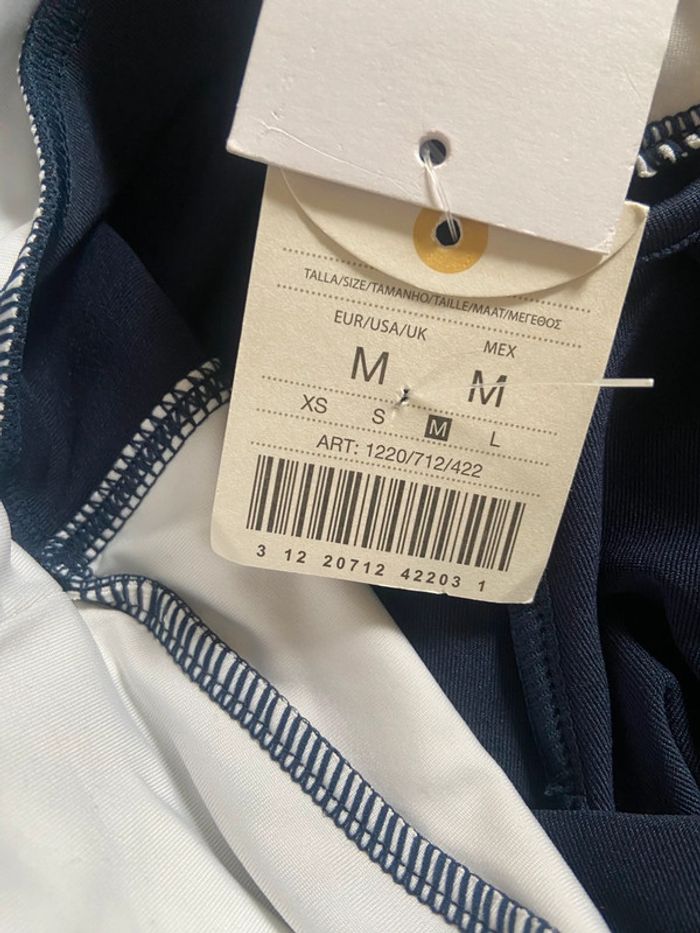 TALLA/SIZE/TAMANHO/TAILLE/MAAT/ΜΕΓΕΘΟΣ
EUR/USA/UK MEX
M M
XS S M L
ART: 1220/712/422
3 12 20712 42203 1